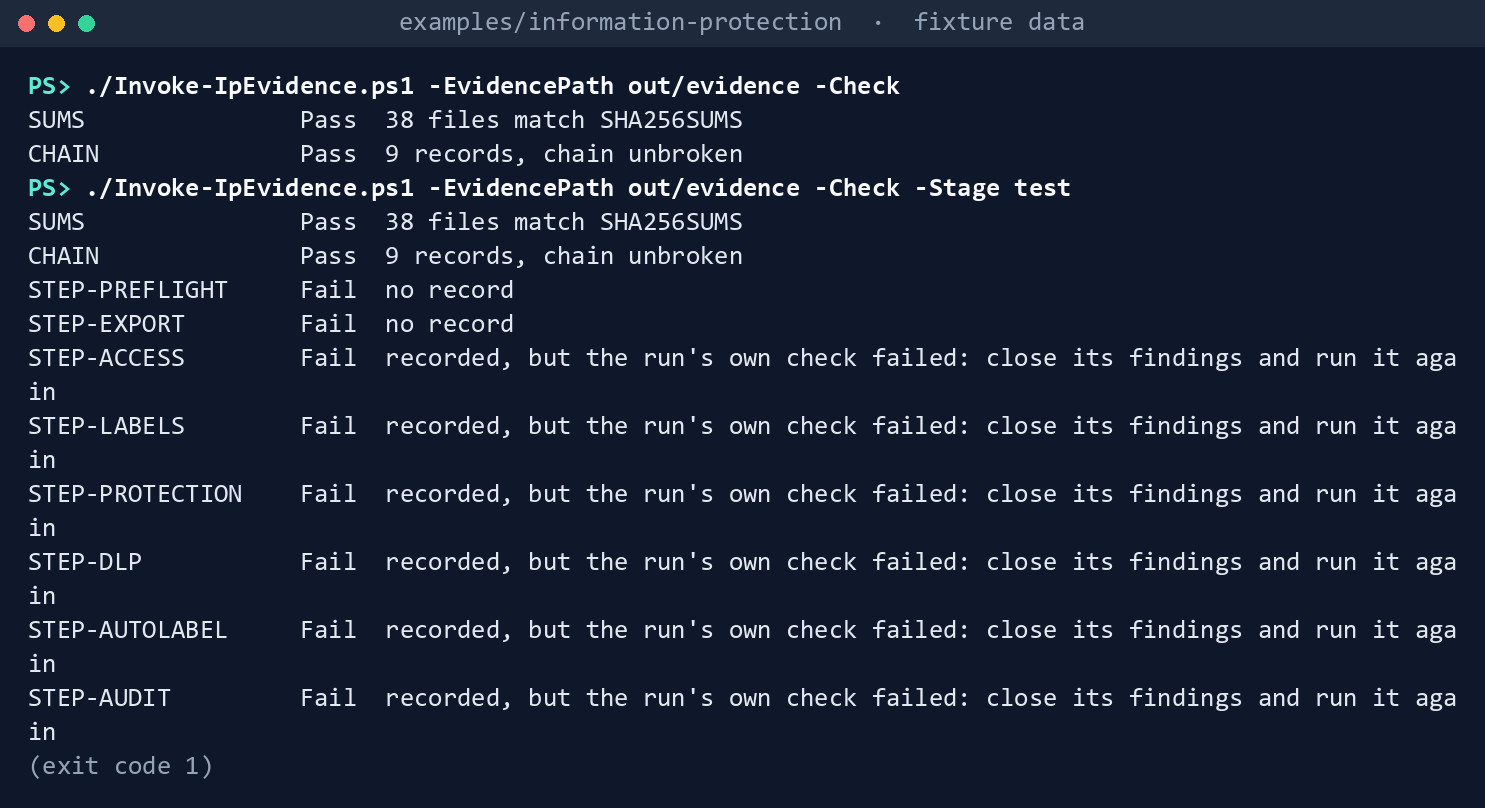 examples/information-protection · fixture data
PS> ./Invoke-IpEvidence.ps1 -EvidencePath out/evidence -Check
SUMS               Pass  38 files match SHA256SUMS
CHAIN              Pass  9 records, chain unbroken
PS> ./Invoke-IpEvidence.ps1 -EvidencePath out/evidence -Check -Stage test
SUMS               Pass  38 files match SHA256SUMS
CHAIN              Pass  9 records, chain unbroken
STEP-PREFLIGHT     Fail  no record
STEP-EXPORT        Fail  no record
STEP-ACCESS        Fail  recorded, but the run's own check failed: close its findings and run it aga
in
STEP-LABELS        Fail  recorded, but the run's own check failed: close its findings and run it aga
in
STEP-PROTECTION    Fail  recorded, but the run's own check failed: close its findings and run it aga
in
STEP-DLP           Fail  recorded, but the run's own check failed: close its findings and run it aga
in
STEP-AUTOLABEL     Fail  recorded, but the run's own check failed: close its findings and run it aga
in
STEP-AUDIT         Fail  recorded, but the run's own check failed: close its findings and run it aga
in
(exit code 1)